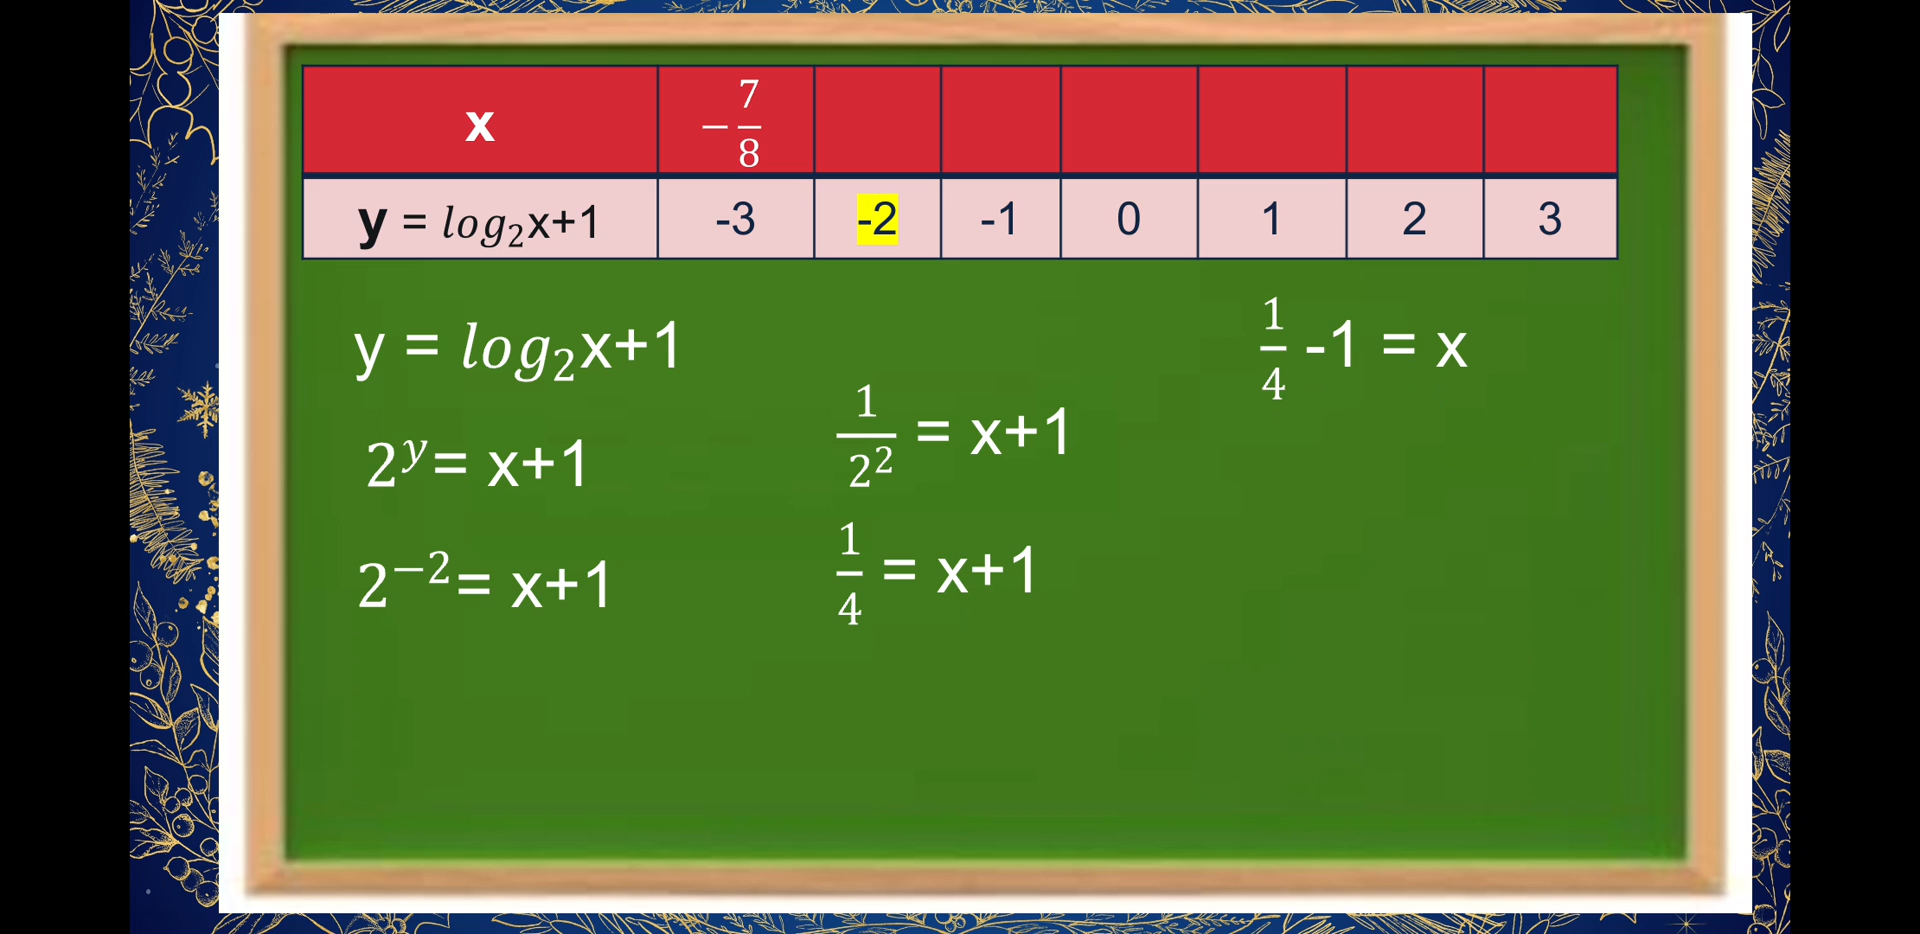 x −7/8
y = log₂x+1 -3 -2 -1 0 1 2 3
y = log₂x+1
2ʸ= x+1
2⁻²= x+1
1/2² = x+1
1/4 = x+1
1/4 -1 = x